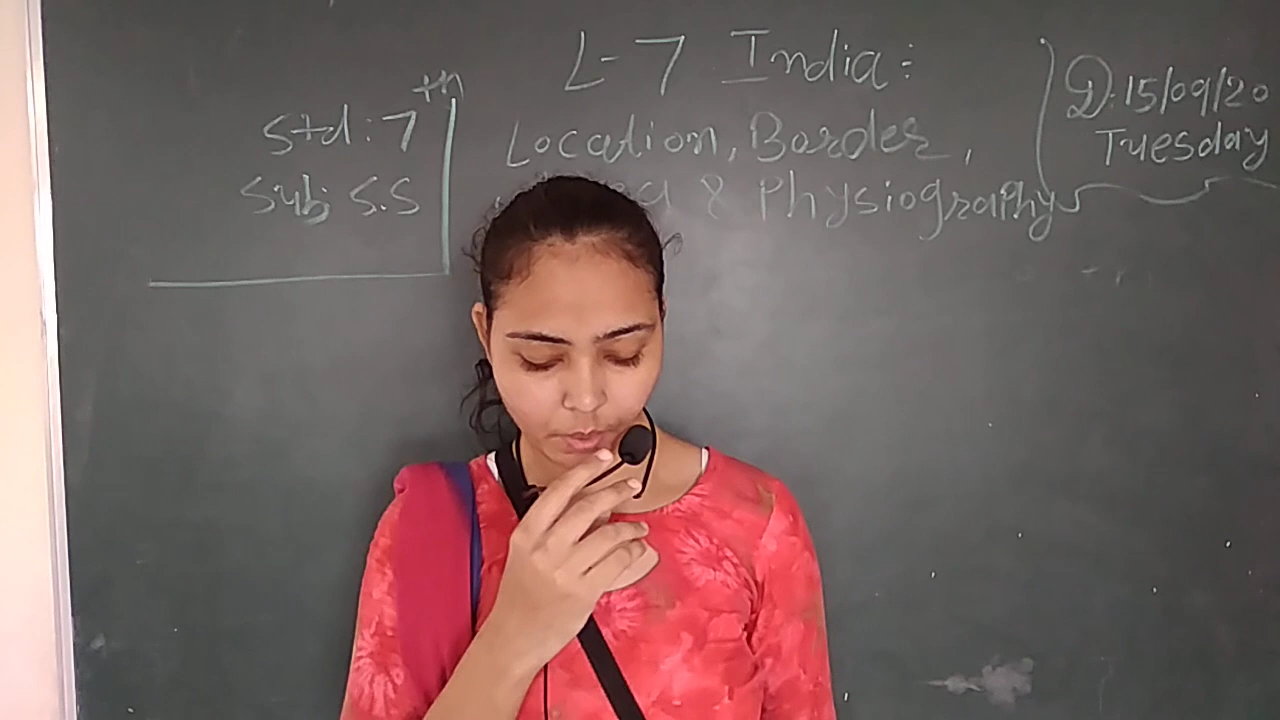 Std: 7th
Sub: S.S
L-7 India:
Location, Border,
& Physiography
D:15/09/20
Tuesday